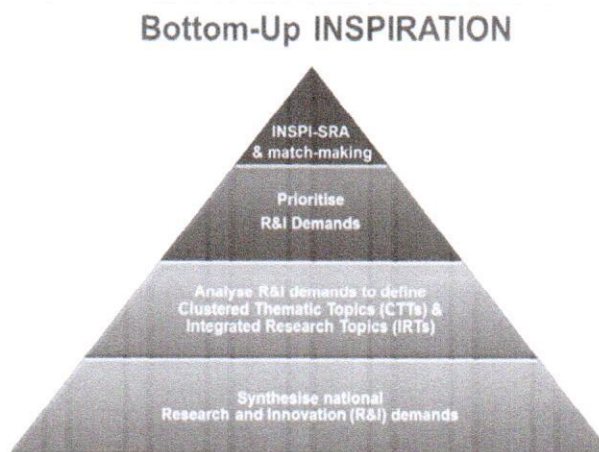 Bottom-Up INSPIRATION
INSPI-SRA
& match-making
Prioritise
R&I Demands
Analyse R&I demands to define
Clustered Thematic Topics (CTTs) &
Integrated Research Topics (IRTs)
Synthesise national
Research and Innovation (R&I) demands